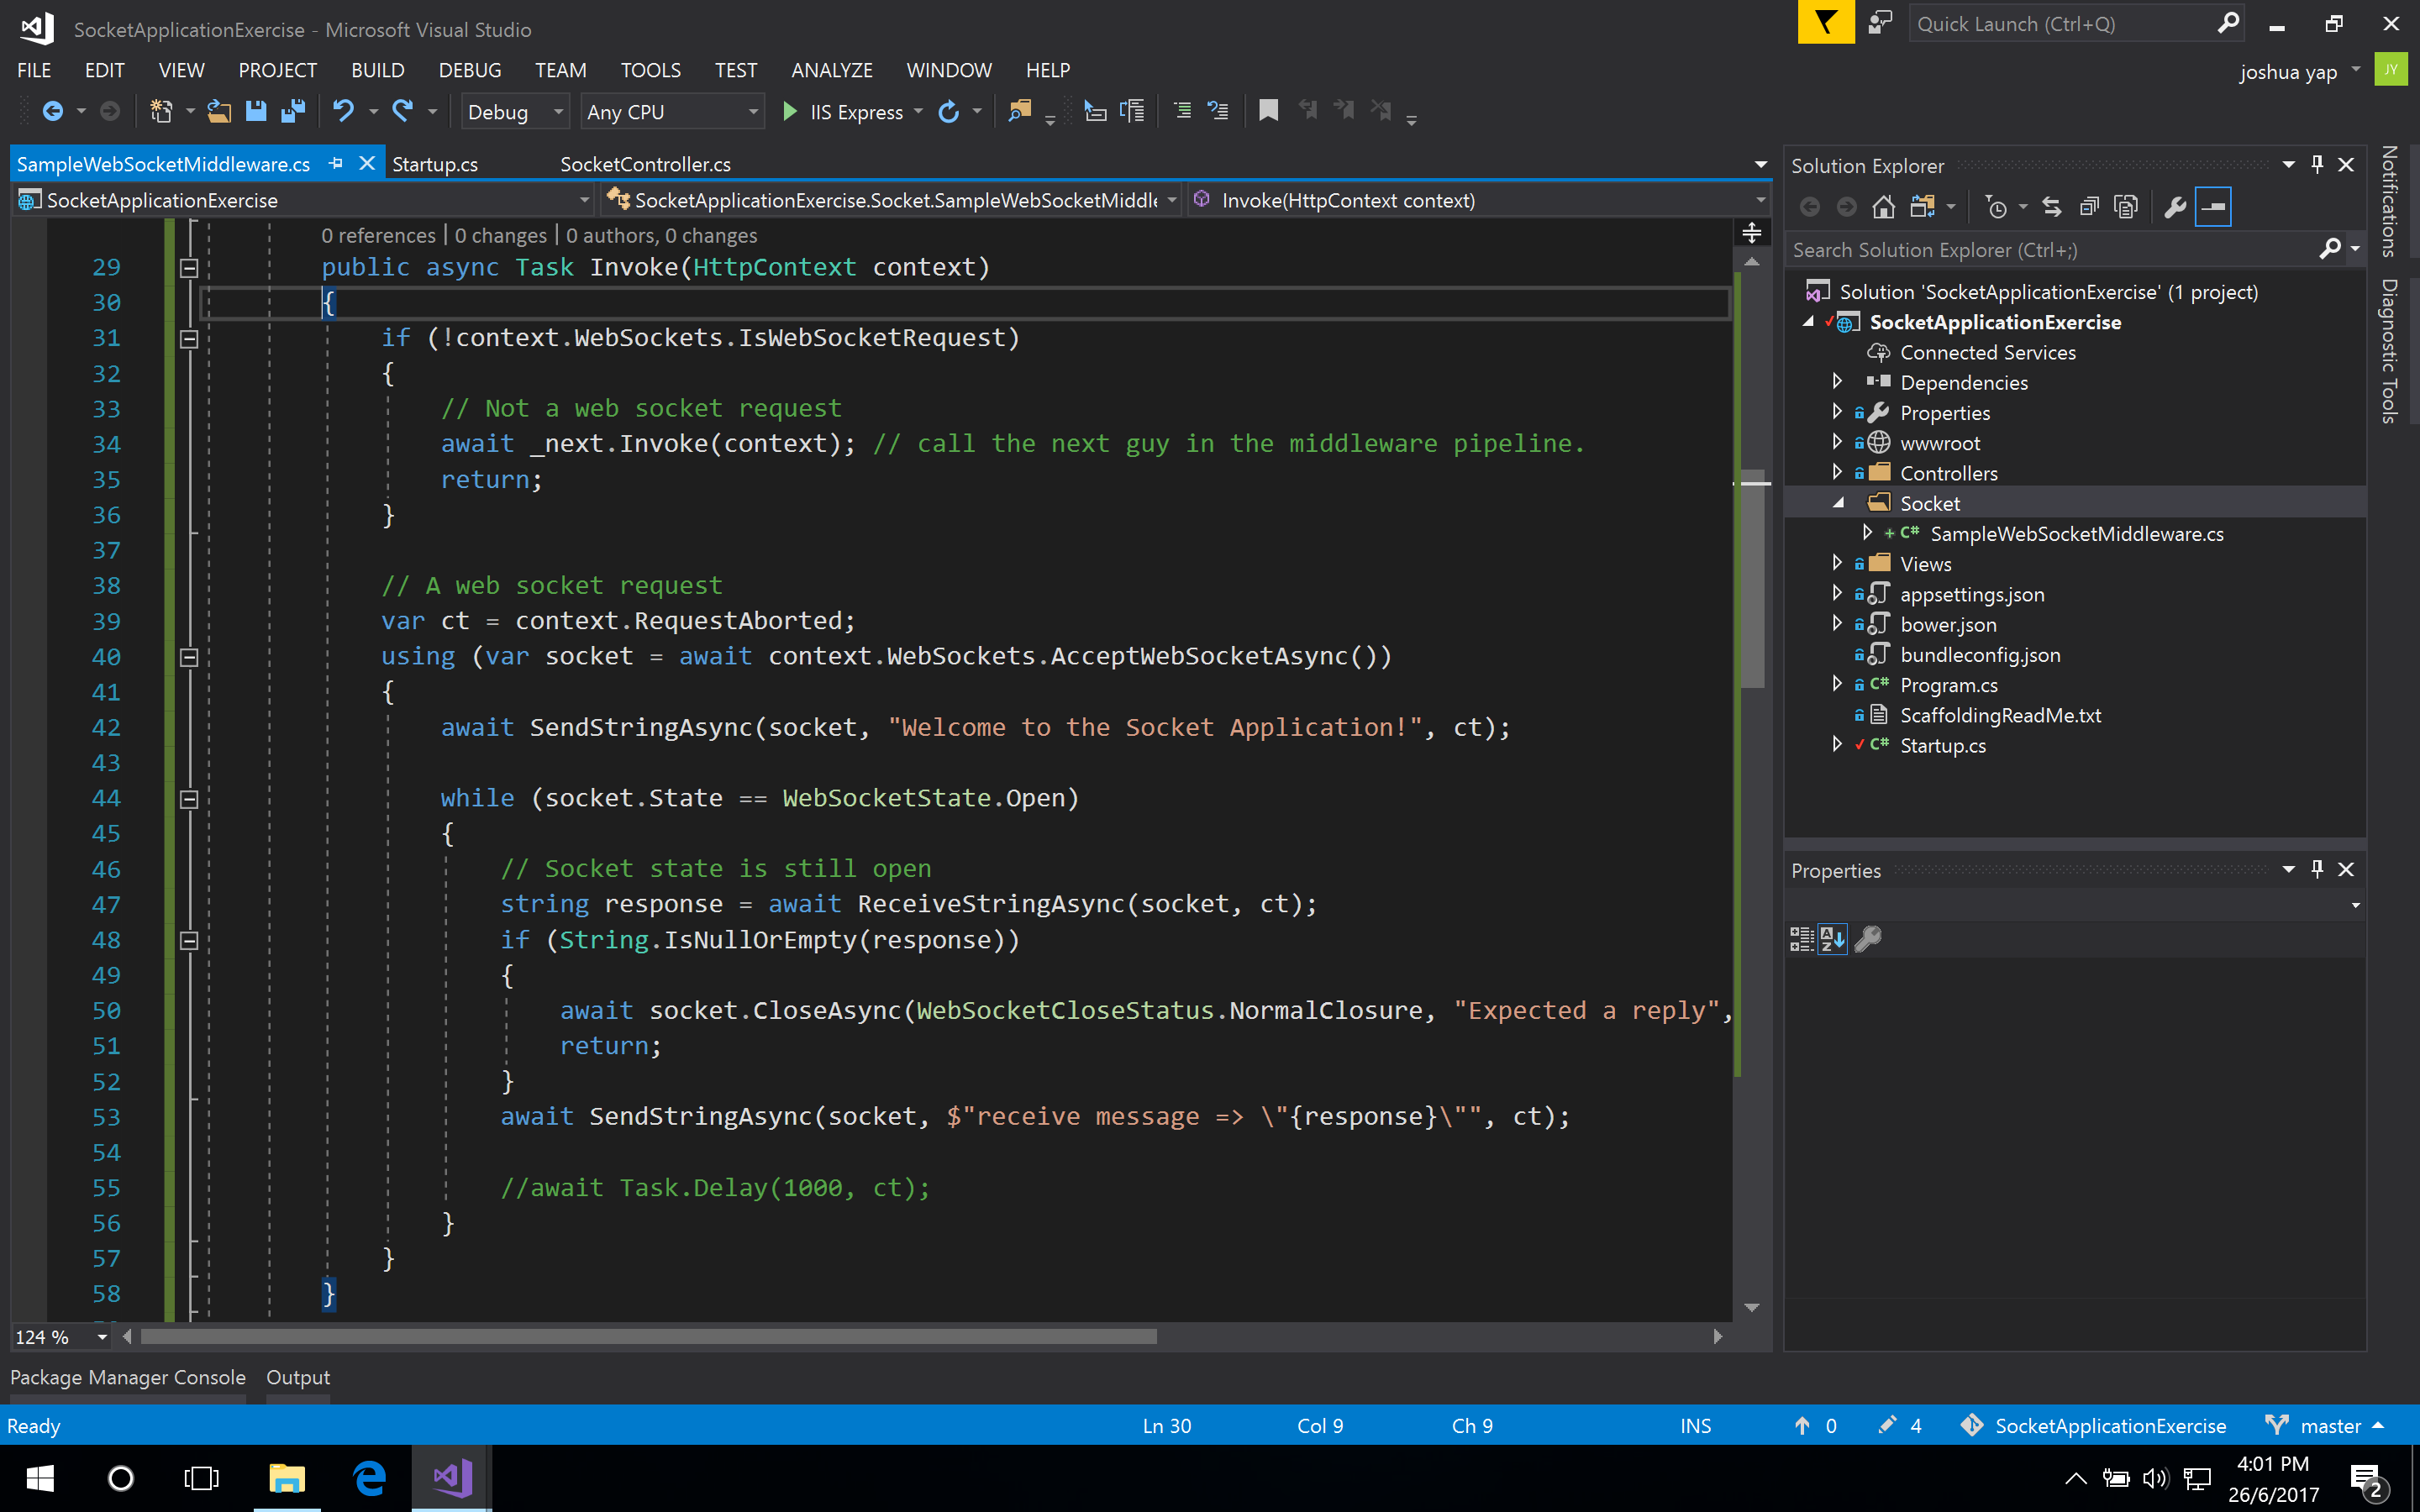 SocketApplicationExercise - Microsoft Visual Studio
Quick Launch (Ctrl+Q)
FILE EDIT VIEW PROJECT BUILD DEBUG TEAM TOOLS TEST ANALYZE WINDOW HELP
joshua yap JY
Debug Any CPU IIS Express
SampleWebSocketMiddleware.cs Startup.cs SocketController.cs
SocketApplicationExercise SocketApplicationExercise.Socket.SampleWebSocketMiddle Invoke(HttpContext context)
0 references | 0 changes | 0 authors, 0 changes
29 public async Task Invoke(HttpContext context)
30 {
31 if (!context.WebSockets.IsWebSocketRequest)
32 {
33 // Not a web socket request
34 await _next.Invoke(context); // call the next guy in the middleware pipeline.
35 return;
36 }
37
38 // A web socket request
39 var ct = context.RequestAborted;
40 using (var socket = await context.WebSockets.AcceptWebSocketAsync())
41 {
42 await SendStringAsync(socket, "Welcome to the Socket Application!", ct);
43
44 while (socket.State == WebSocketState.Open)
45 {
46 // Socket state is still open
47 string response = await ReceiveStringAsync(socket, ct);
48 if (String.IsNullOrEmpty(response))
49 {
50 await socket.CloseAsync(WebSocketCloseStatus.NormalClosure, "Expected a reply",
51 return;
52 }
53 await SendStringAsync(socket, $"receive message => \"{response}\"", ct);
54
55 //await Task.Delay(1000, ct);
56 }
57 }
58 }
124 %
Package Manager Console Output
Solution Explorer
Search Solution Explorer (Ctrl+;)
Solution 'SocketApplicationExercise' (1 project)
SocketApplicationExercise
Connected Services
Dependencies
Properties
wwwroot
Controllers
Socket
C# SampleWebSocketMiddleware.cs
Views
appsettings.json
bower.json
bundleconfig.json
C# Program.cs
ScaffoldingReadMe.txt
C# Startup.cs
Properties
Notifications
Diagnostic Tools
Ready Ln 30 Col 9 Ch 9 INS 0 4 SocketApplicationExercise master
4:01 PM
26/6/2017
2